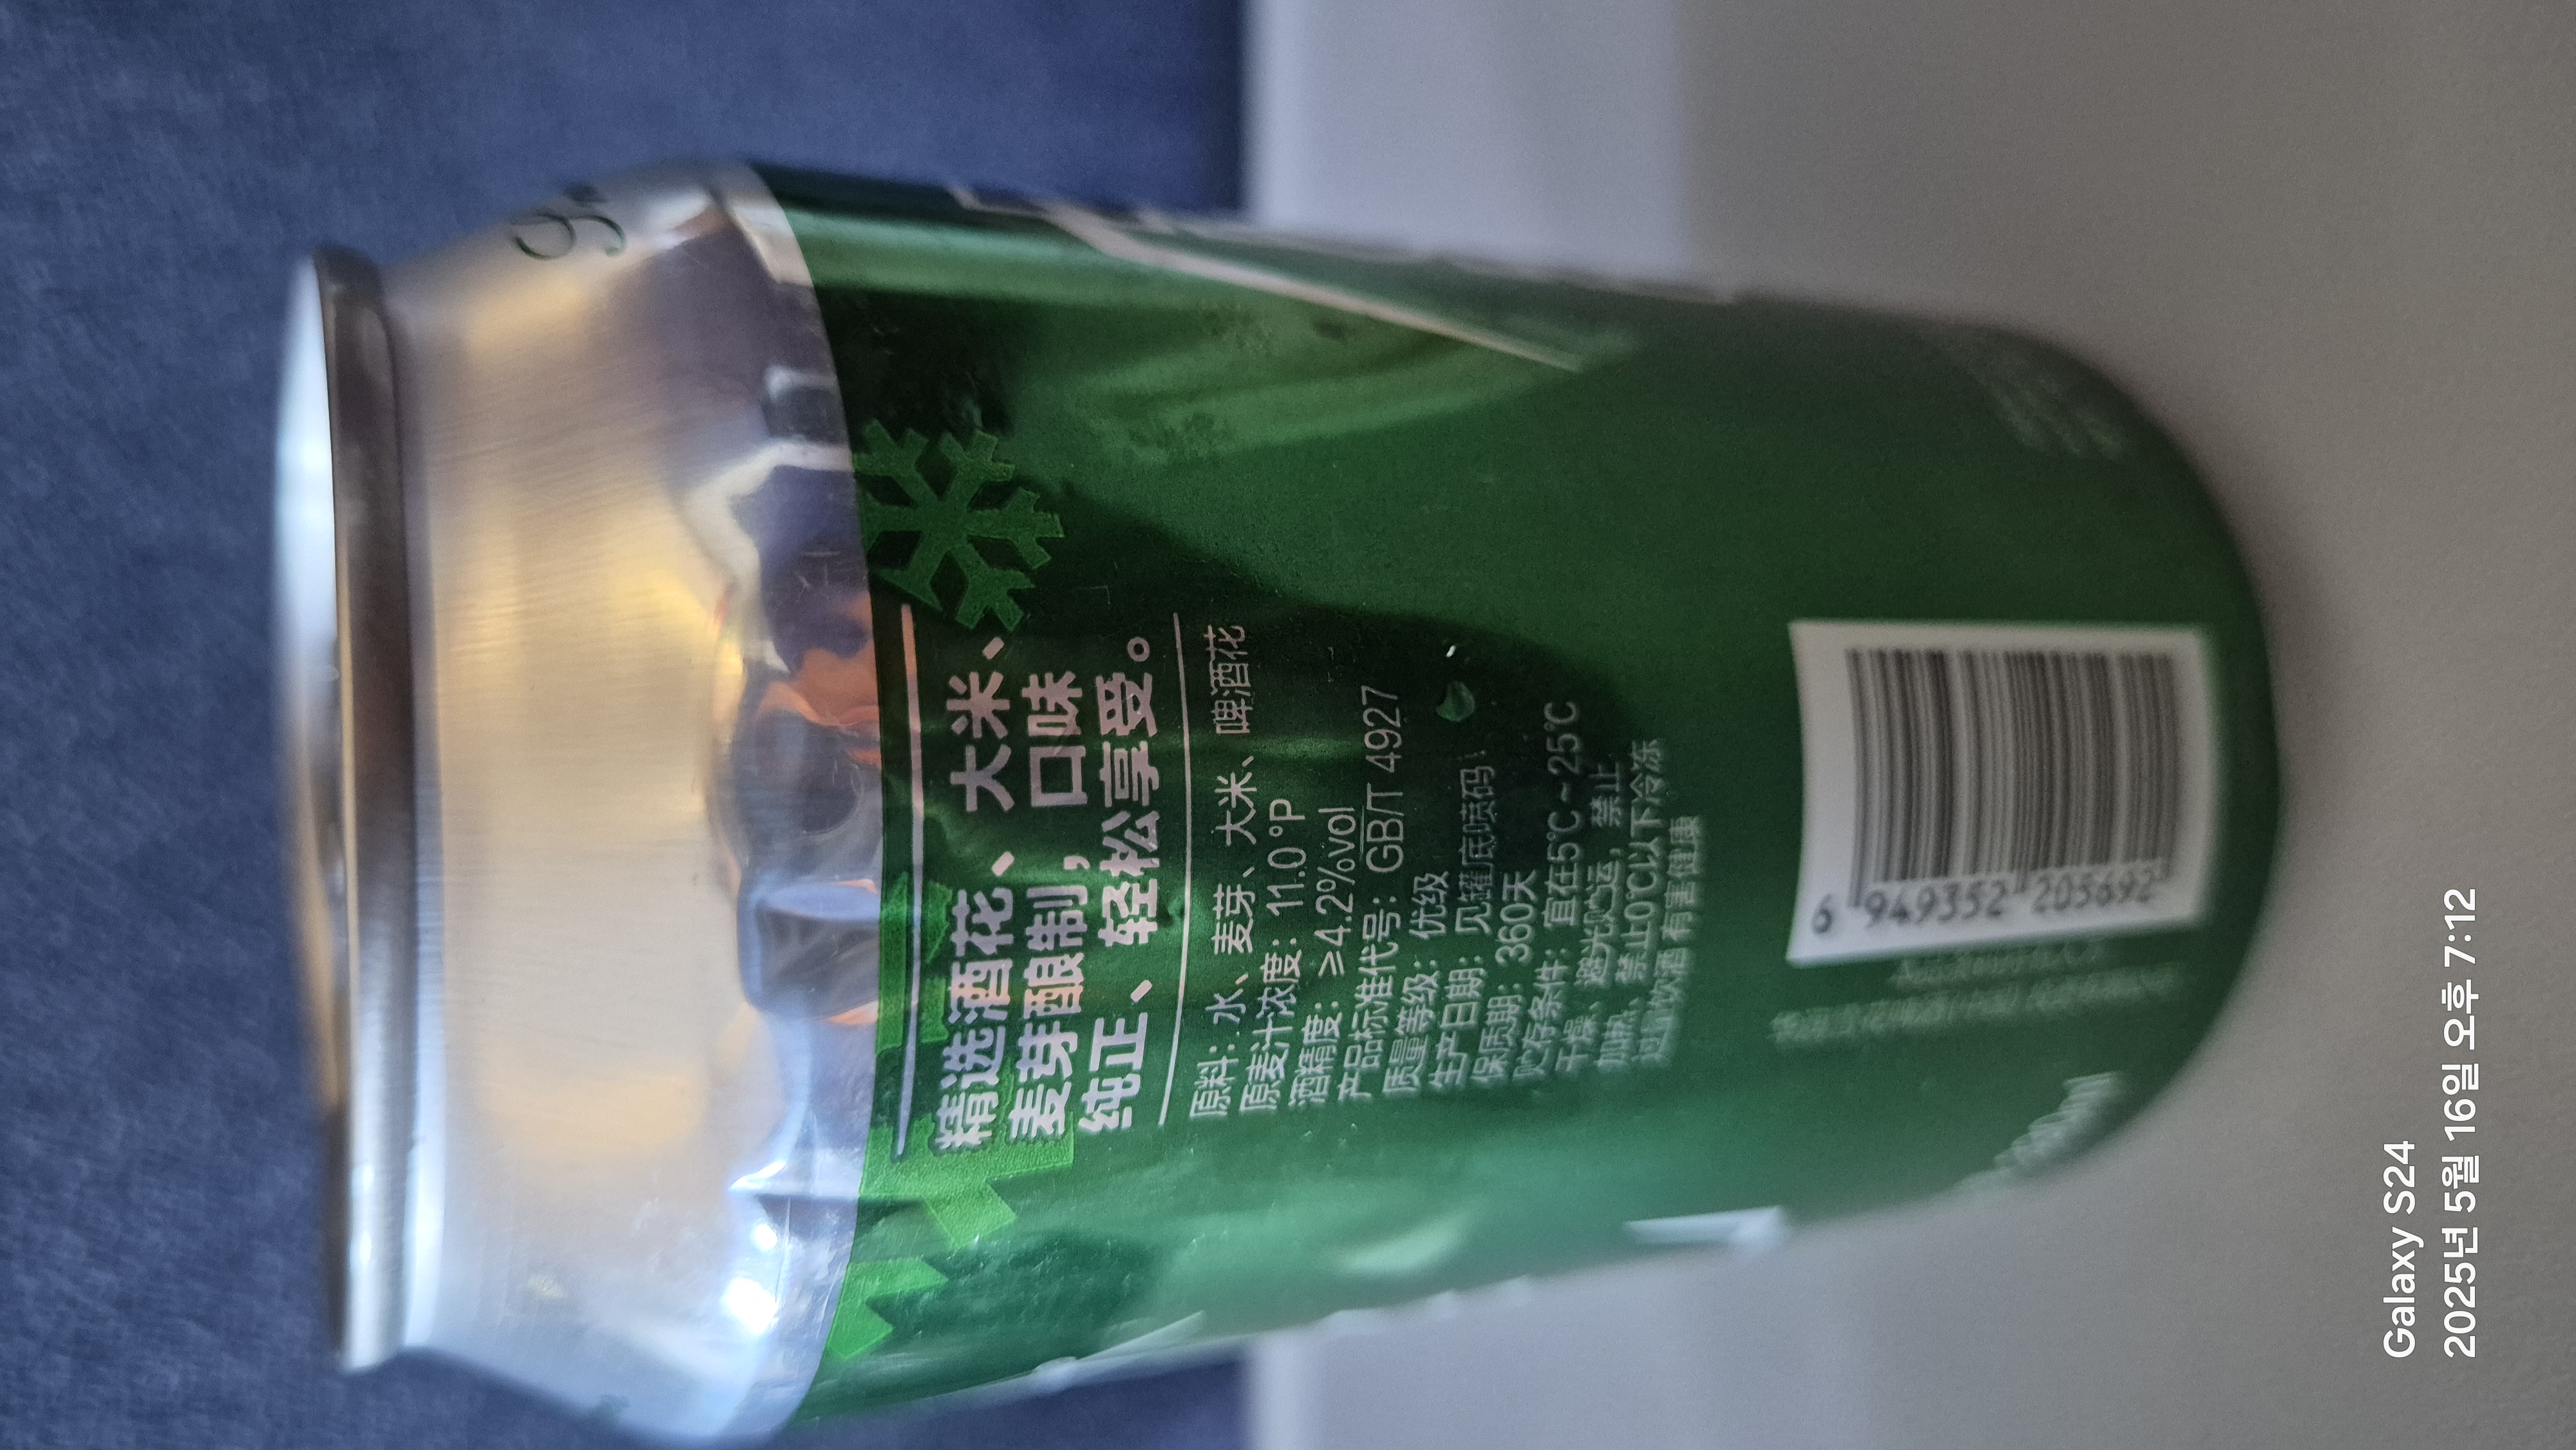 精选酒花、大米、
麦芽酿制，口味
纯正、轻松享受。
原料：水、麦芽、大米、啤酒花
原麦汁浓度：11.0°P
酒精度：≥4.2%vol
产品标准代号：GB/T 4927
质量等级：优级
生产日期：见罐底喷码
保质期：360天
贮存条件：宜在5℃~25℃
干燥、避光贮运，禁止
加热，禁止0℃以下冷冻
过量饮酒 有害健康
6 949352 205692
Galaxy S24
2025년 5월 16일 오후 7:12